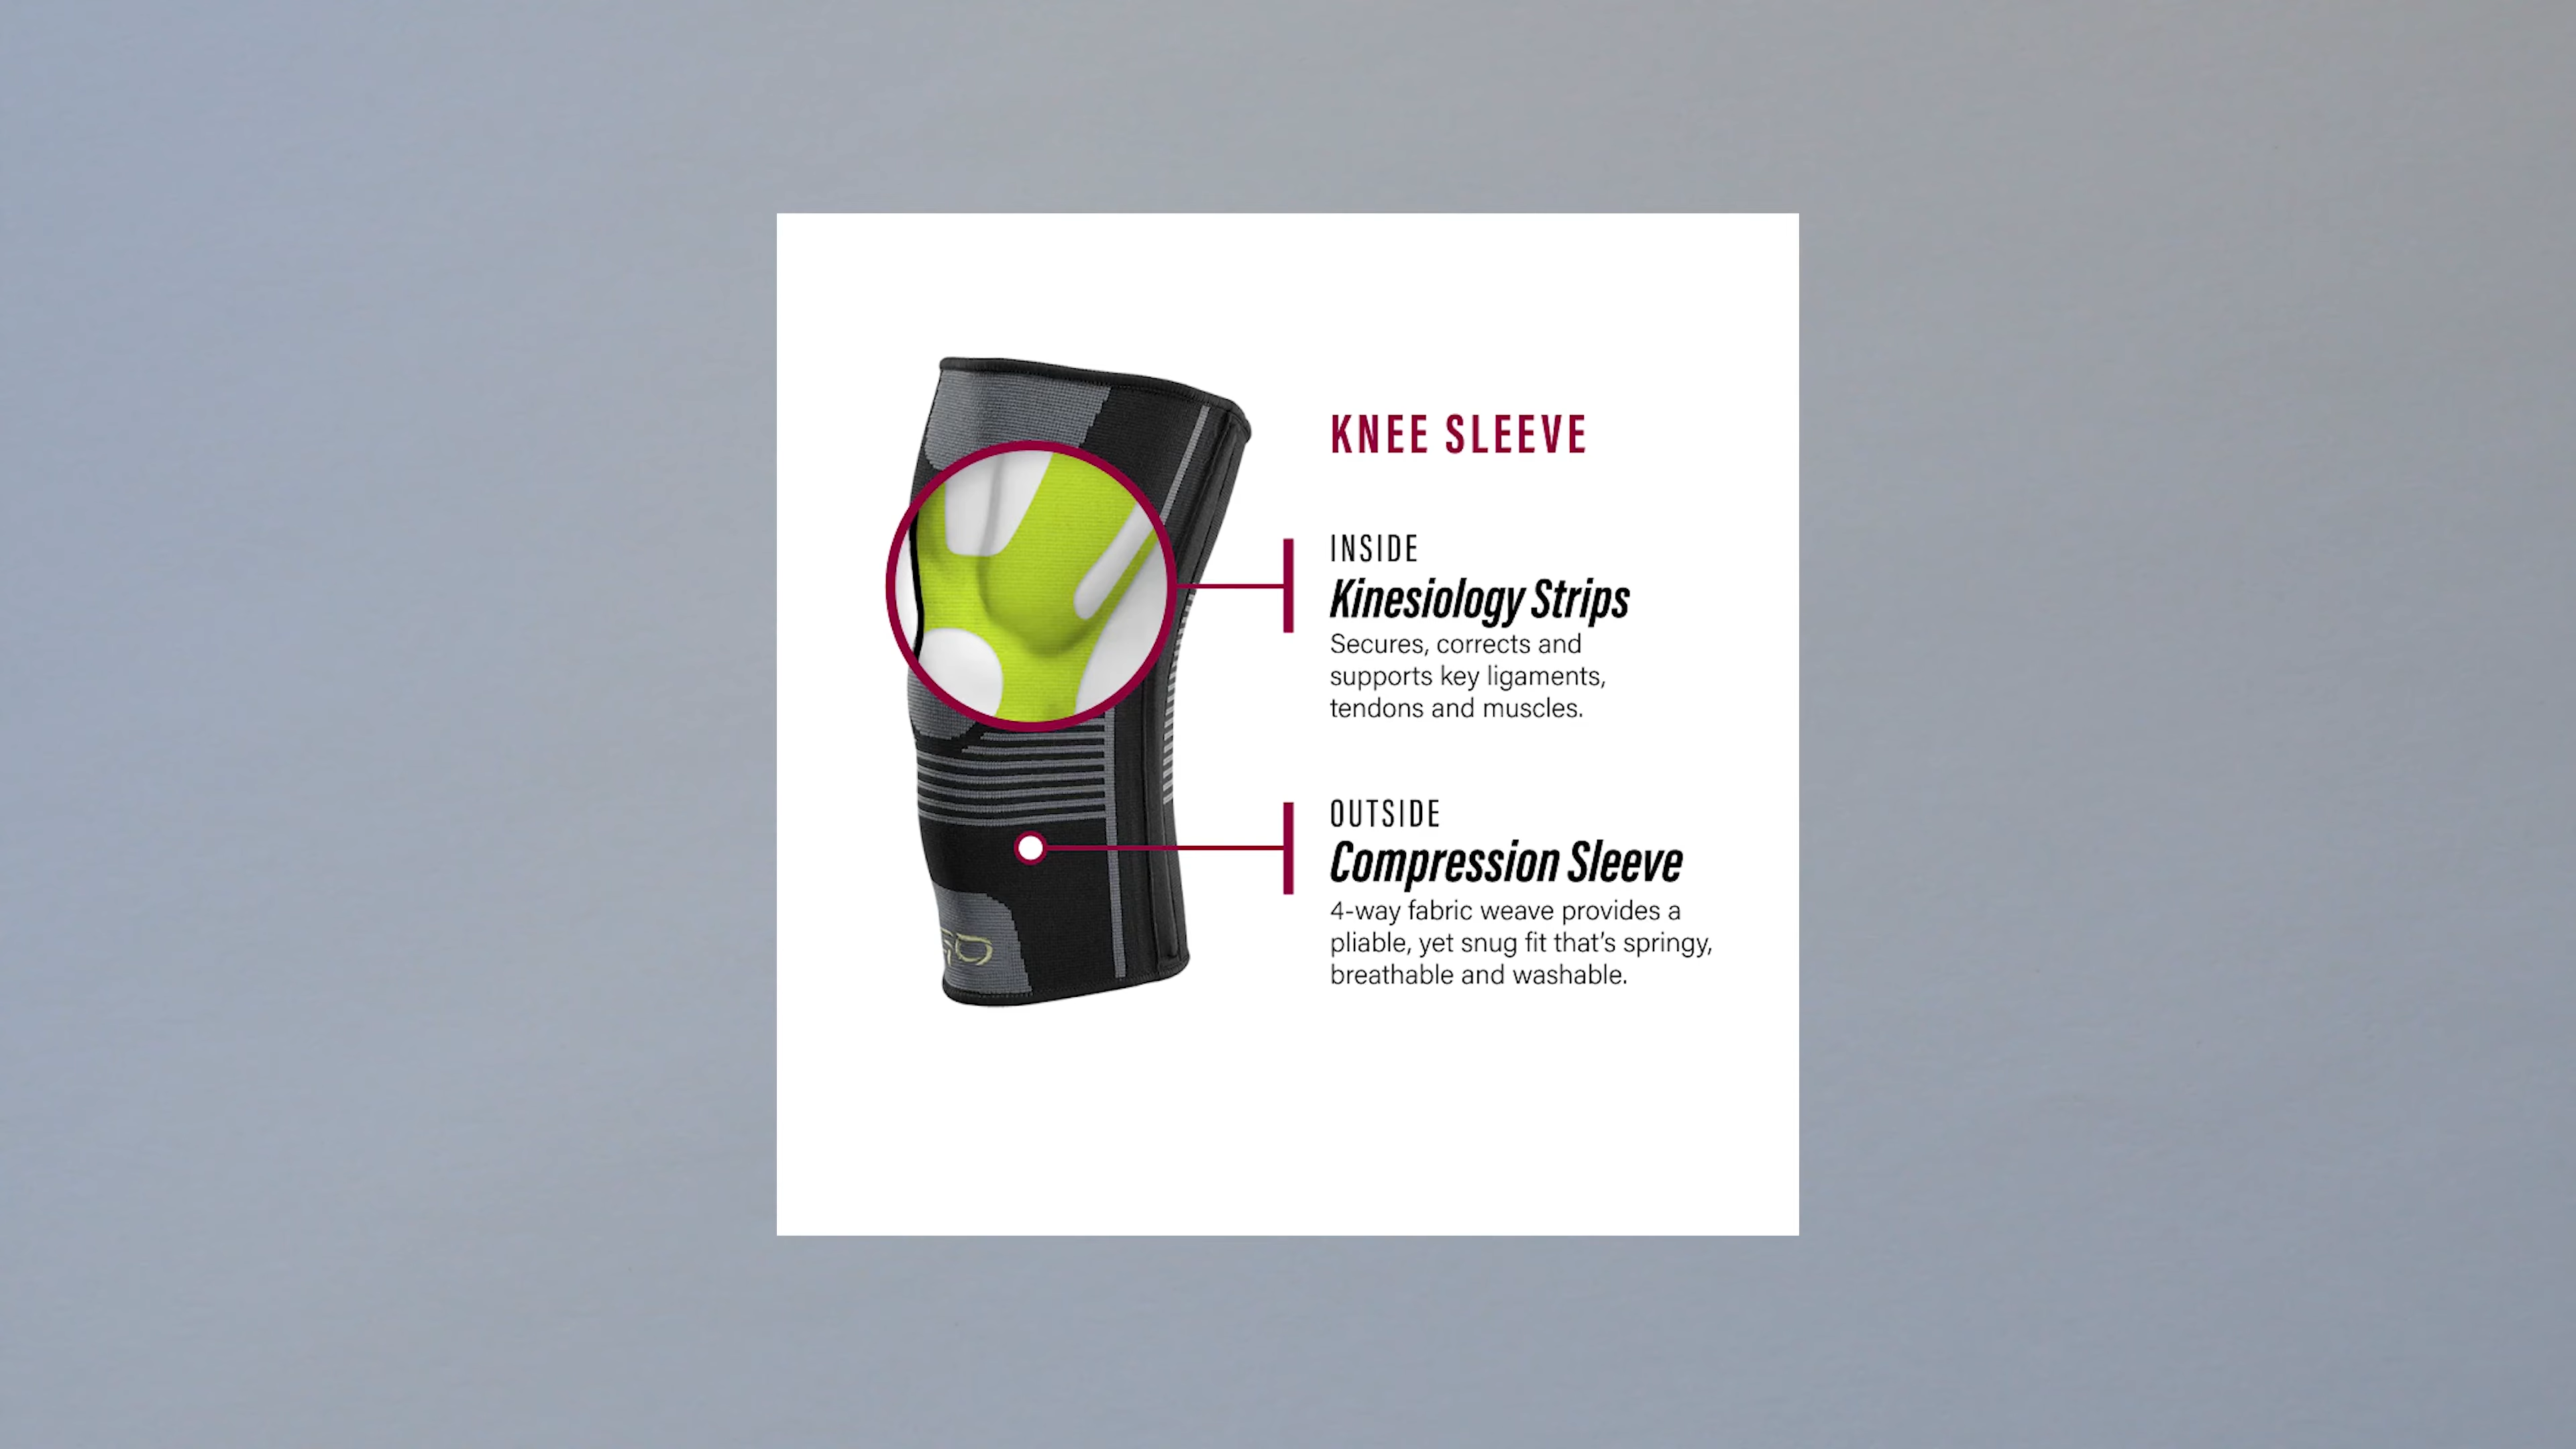 KNEE SLEEVE
INSIDE
Kinesiology Strips
Secures, corrects and
supports key ligaments,
tendons and muscles.
OUTSIDE
Compression Sleeve
4-way fabric weave provides a
pliable, yet snug fit that's springy,
breathable and washable.